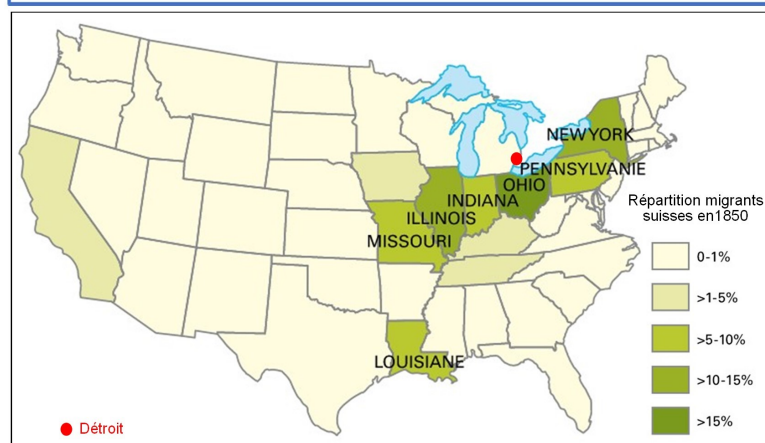 NEW YORK
PENNSYLVANIE
OHIO
INDIANA
ILLINOIS
MISSOURI
LOUISIANE
Détroit
Répartition migrants
suisses en1850
0-1%
>1-5%
>5-10%
>10-15%
>15%